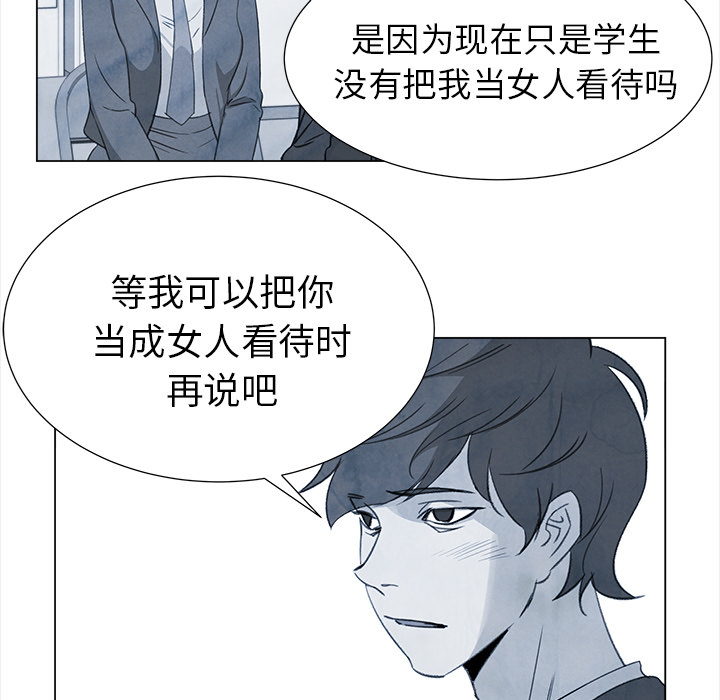 是因为现在只是学生
没有把我当女人看待吗
等我可以把你
当成女人看待时
再说吧